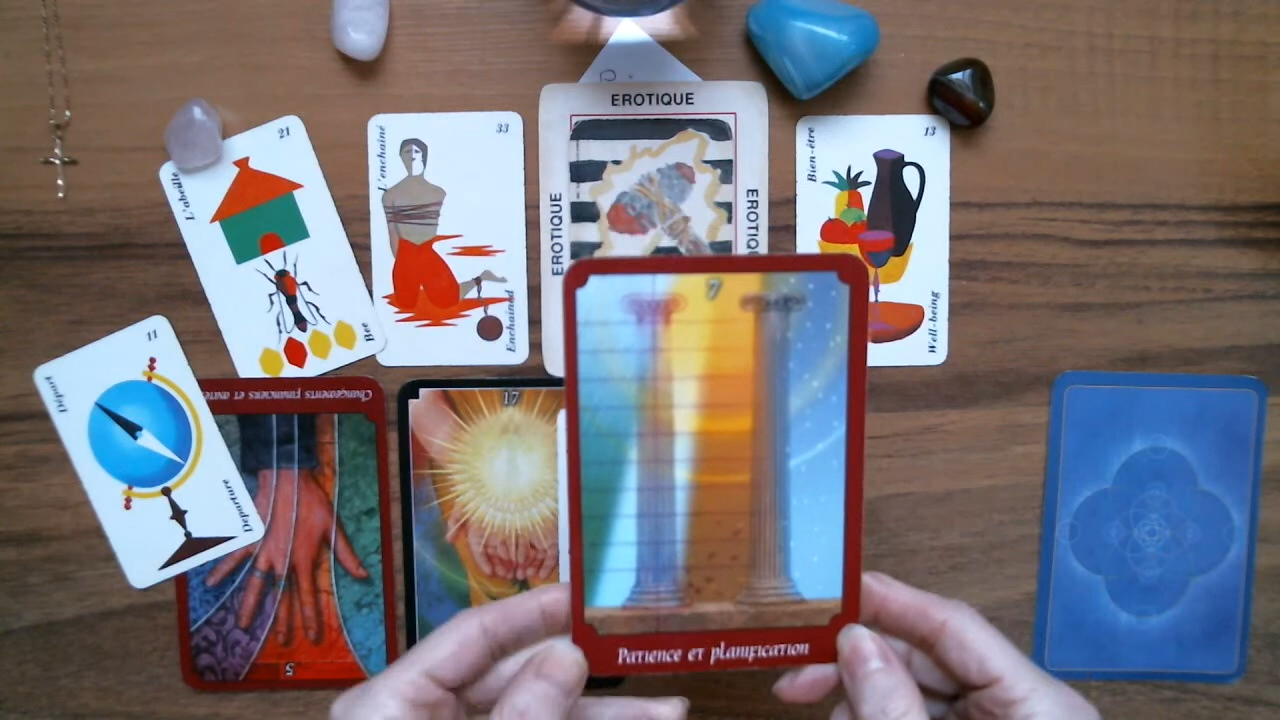 EROTIQUE
EROTIQUE
21
L'abeille
Bee
33
L'enchainé
Enchained
13
Bien-être
Well-being
11
Départ
Departure
Changements financiers et
5
17
7
Patience et planification